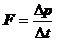 F = Δp / Δt